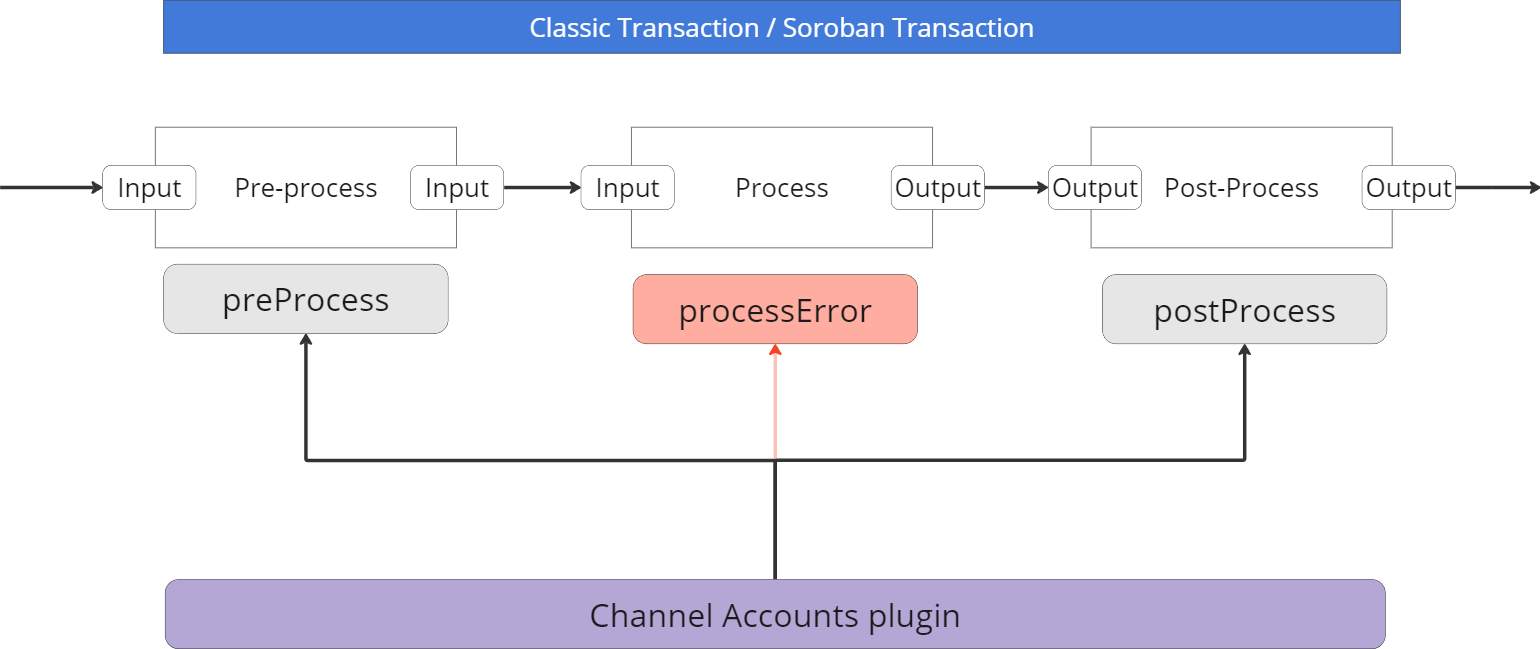 Classic Transaction / Soroban Transaction
Input
Pre-process
Input
Input
Process
Output
Output
Post-Process
Output
preProcess
processError
postProcess
Channel Accounts plugin